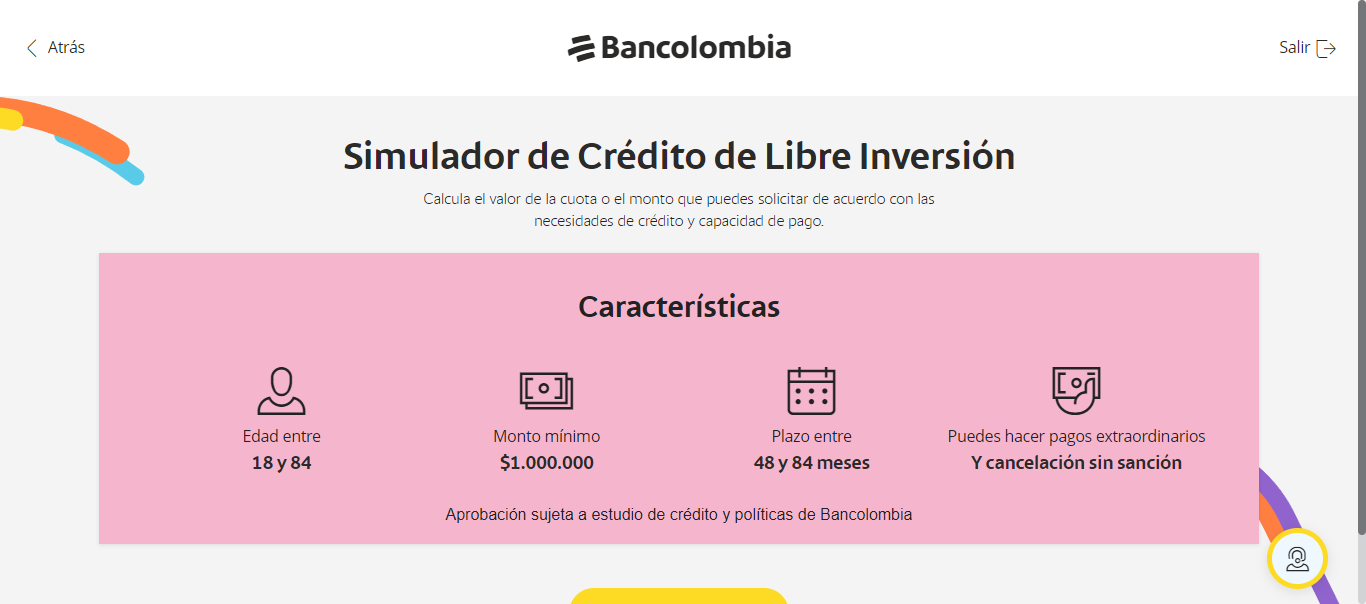 Atrás
Bancolombia
Salir
Simulador de Crédito de Libre Inversión
Calcula el valor de la cuota o el monto que puedes solicitar de acuerdo con las
necesidades de crédito y capacidad de pago.
Características
Edad entre
18 y 84
Monto mínimo
$1.000.000
Plazo entre
48 y 84 meses
Puedes hacer pagos extraordinarios
Y cancelación sin sanción
Aprobación sujeta a estudio de crédito y políticas de Bancolombia